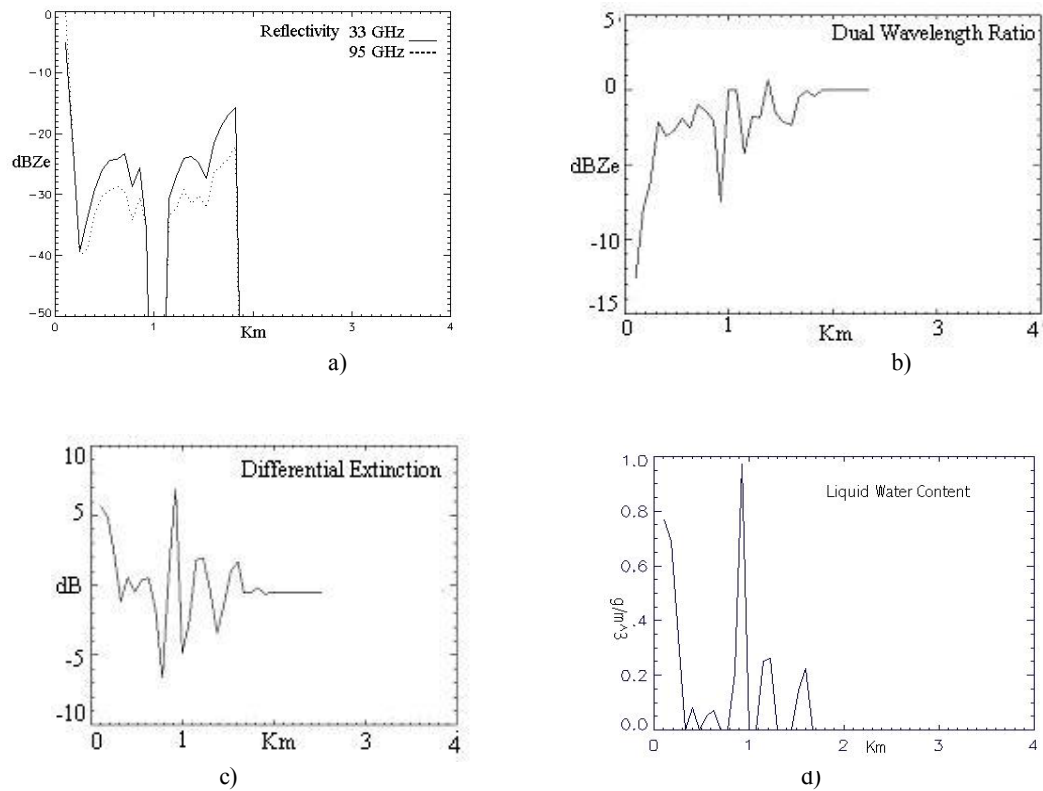 Reflectivity 33 GHz
95 GHz
0
−10
−20
dBZe
−30
−40
−50
0
1
Km
3
4
a)
Dual Wavelength Ratio
5
0
dBZe
-5
-10
-15
0
1
Km
3
4
b)
Differential Extinction
10
5
dB
-5
-10
0
1
Km
3
4
c)
Liquid Water Content
1.0
0.8
0.6
.4
0.2
0.0
g/m^3
0
1
2
Km
3
4
d)